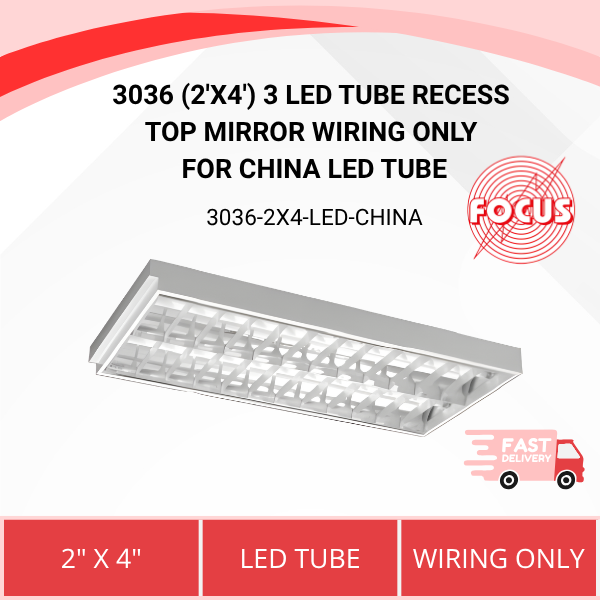 3036 (2'X4') 3 LED TUBE RECESS
TOP MIRROR WIRING ONLY
FOR CHINA LED TUBE
3036-2X4-LED-CHINA
FOCUS
FAST
DELIVERY
2" X 4"
LED TUBE
WIRING ONLY